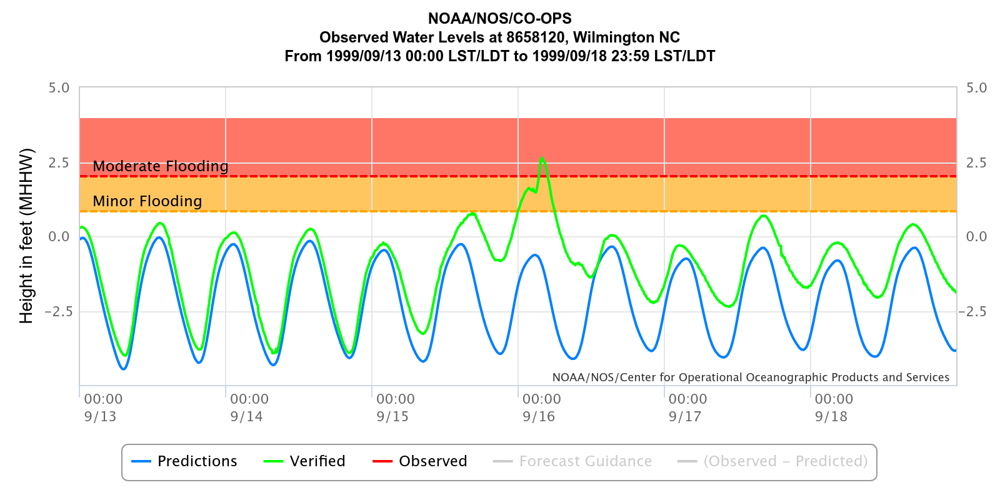 NOAA/NOS/CO-OPS
Observed Water Levels at 8658120, Wilmington NC
From 1999/09/13 00:00 LST/LDT to 1999/09/18 23:59 LST/LDT
Height in feet (MHHW)
5.0
2.5
0.0
−2.5
Moderate Flooding
Minor Flooding
5.0
2.5
0.0
−2.5
NOAA/NOS/Center for Operational Oceanographic Products and Services
00:00 00:00 00:00 00:00 00:00 00:00
9/13 9/14 9/15 9/16 9/17 9/18
Predictions Verified Observed Forecast Guidance (Observed – Predicted)